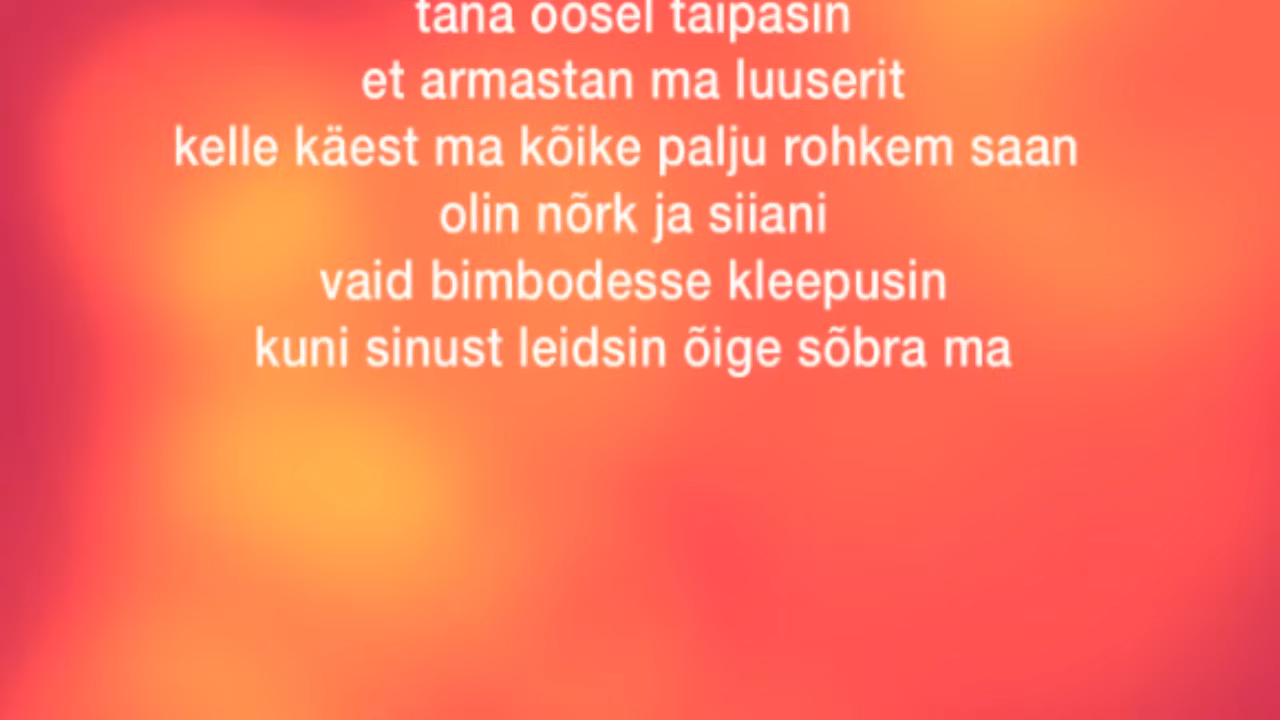 täna öösel taipasin
et armastan ma luuserit
kelle käest ma kõike palju rohkem saan
olin nõrk ja siiani
vaid bimbodesse kleepusin
kuni sinust leidsin õige sõbra ma